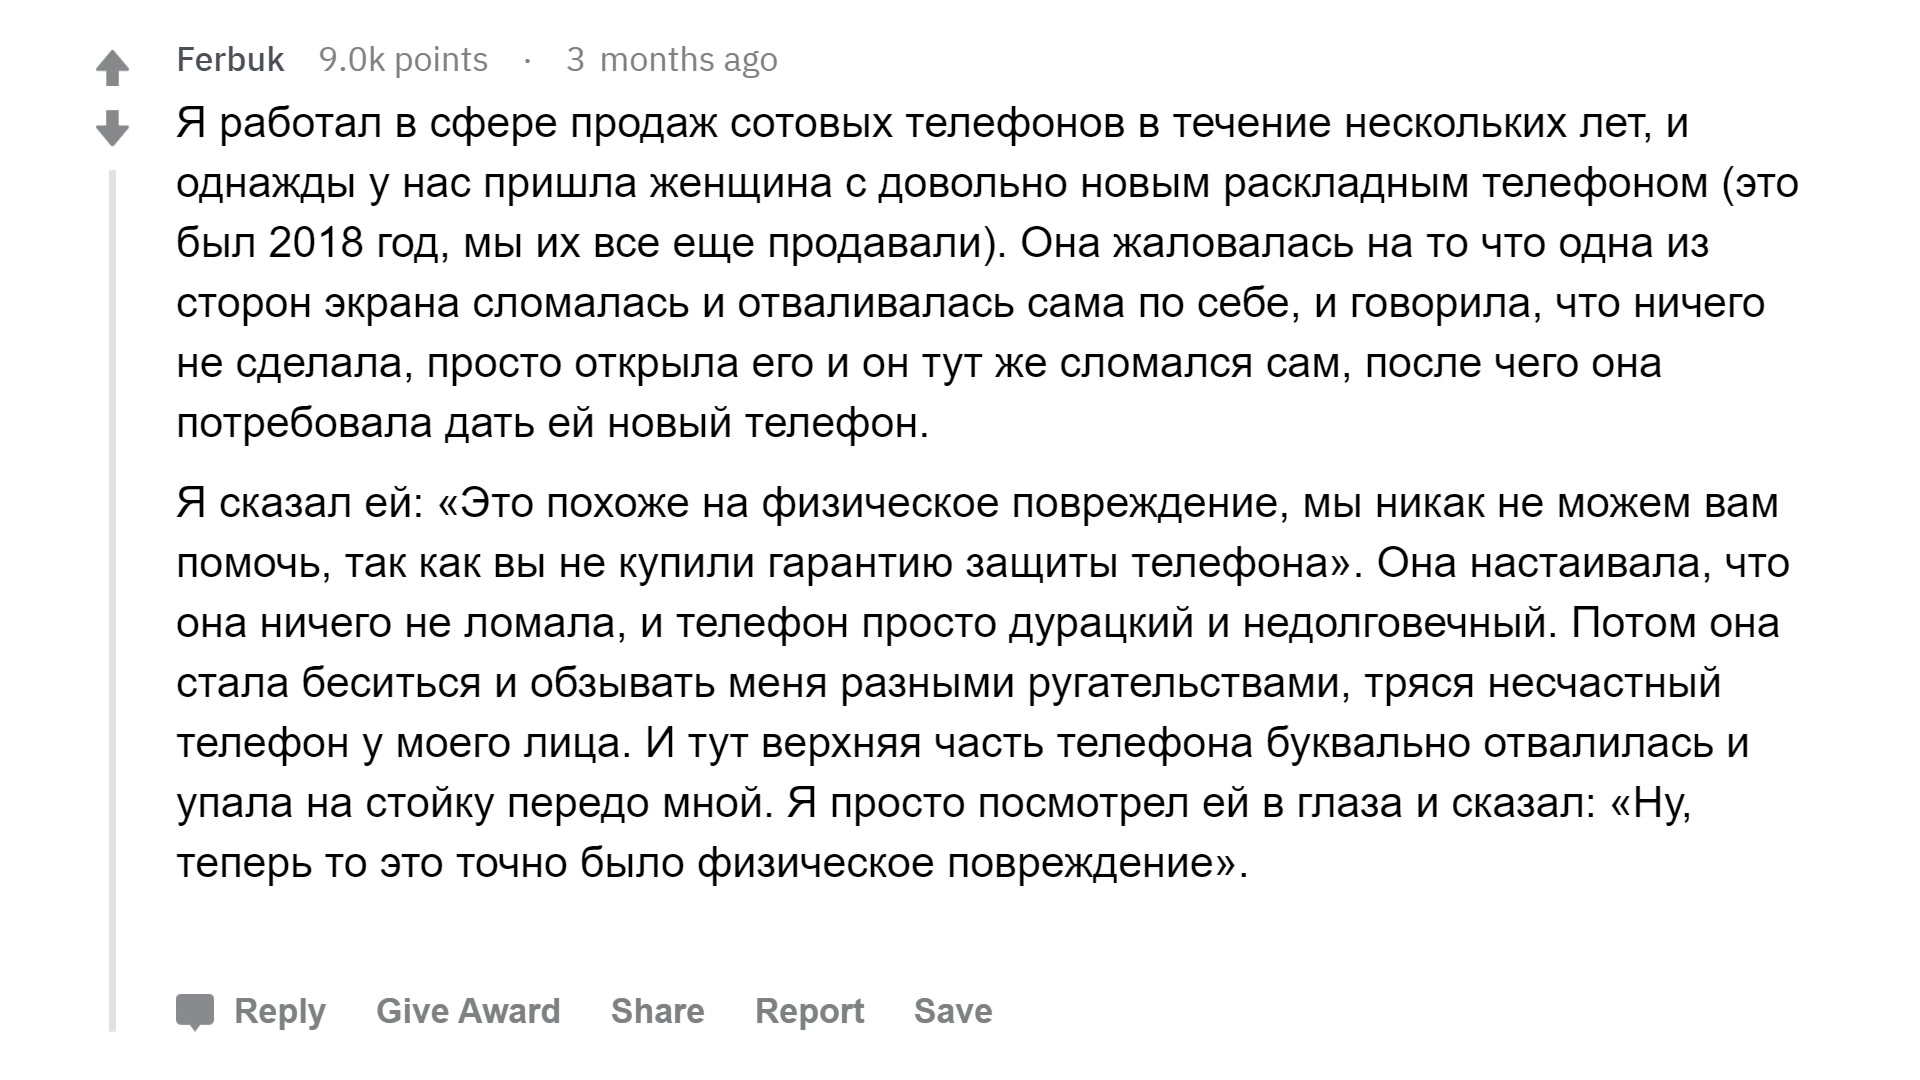 Ferbuk 9.0k points · 3 months ago
Я работал в сфере продаж сотовых телефонов в течение нескольких лет, и
однажды у нас пришла женщина с довольно новым раскладным телефоном (это
был 2018 год, мы их все еще продавали). Она жаловалась на то что одна из
сторон экрана сломалась и отваливалась сама по себе, и говорила, что ничего
не сделала, просто открыла его и он тут же сломался сам, после чего она
потребовала дать ей новый телефон.
Я сказал ей: «Это похоже на физическое повреждение, мы никак не можем вам
помочь, так как вы не купили гарантию защиты телефона». Она настаивала, что
она ничего не ломала, и телефон просто дурацкий и недолговечный. Потом она
стала беситься и обзывать меня разными ругательствами, тряся несчастный
телефон у моего лица. И тут верхняя часть телефона буквально отвалилась и
упала на стойку передо мной. Я просто посмотрел ей в глаза и сказал: «Ну,
теперь то это точно было физическое повреждение».
Reply Give Award Share Report Save